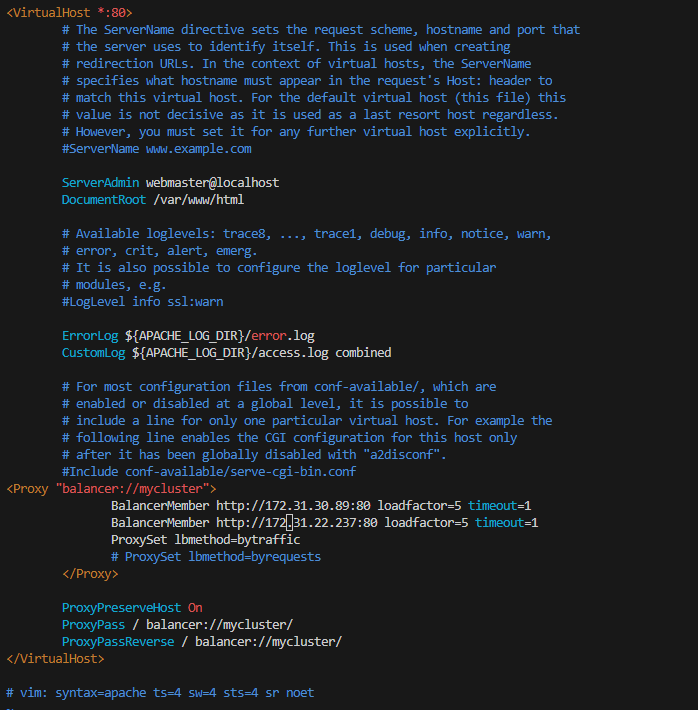 <VirtualHost *:80>
# The ServerName directive sets the request scheme, hostname and port that
# the server uses to identify itself. This is used when creating
# redirection URLs. In the context of virtual hosts, the ServerName
# specifies what hostname must appear in the request's Host: header to
# match this virtual host. For the default virtual host (this file) this
# value is not decisive as it is used as a last resort host regardless.
# However, you must set it for any further virtual host explicitly.
#ServerName www.example.com
ServerAdmin webmaster@localhost
DocumentRoot /var/www/html
# Available loglevels: trace8, ..., trace1, debug, info, notice, warn,
# error, crit, alert, emerg.
# It is also possible to configure the loglevel for particular
# modules, e.g.
#LogLevel info ssl:warn
ErrorLog ${APACHE_LOG_DIR}/error.log
CustomLog ${APACHE_LOG_DIR}/access.log combined
# For most configuration files from conf-available/, which are
# enabled or disabled at a global level, it is possible to
# include a line for only one particular virtual host. For example the
# following line enables the CGI configuration for this host only
# after it has been globally disabled with "a2disconf".
#Include conf-available/serve-cgi-bin.conf
<Proxy "balancer://mycluster">
BalancerMember http://172.31.30.89:80 loadfactor=5 timeout=1
BalancerMember http://172.31.22.237:80 loadfactor=5 timeout=1
ProxySet lbmethod=bytraffic
# ProxySet lbmethod=byrequests
</Proxy>
ProxyPreserveHost On
ProxyPass / balancer://mycluster/
ProxyPassReverse / balancer://mycluster/
</VirtualHost>
# vim: syntax=apache ts=4 sw=4 sts=4 sr noet